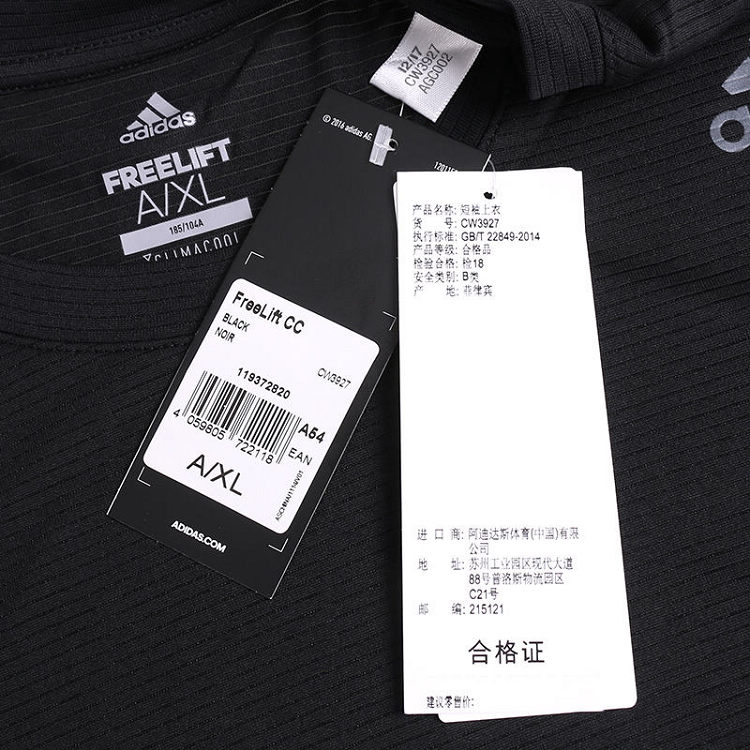 adidas
FREELIFT
A/XL
185/104A
CLIMACOOL
12/17
CW3927
AGC002
© 2016 adidas AG.
FreeLift CC
BLACK
NOIR
CW3927
119372820
A54
4 059805 722118
EAN
A/XL
ASCHINA/1114/V01
ADIDAS.COM
产品名称: 短袖上衣
货 号: CW3927
执行标准: GB/T 22849-2014
产品等级: 合格品
检验合格: 检18
安全类别: B类
产 地: 菲律宾
进 口 商: 阿迪达斯体育(中国)有限
公司
地 址: 苏州工业园区现代大道
88号普洛斯物流园区
C21号
邮 编: 215121
合格证
建议零售价: